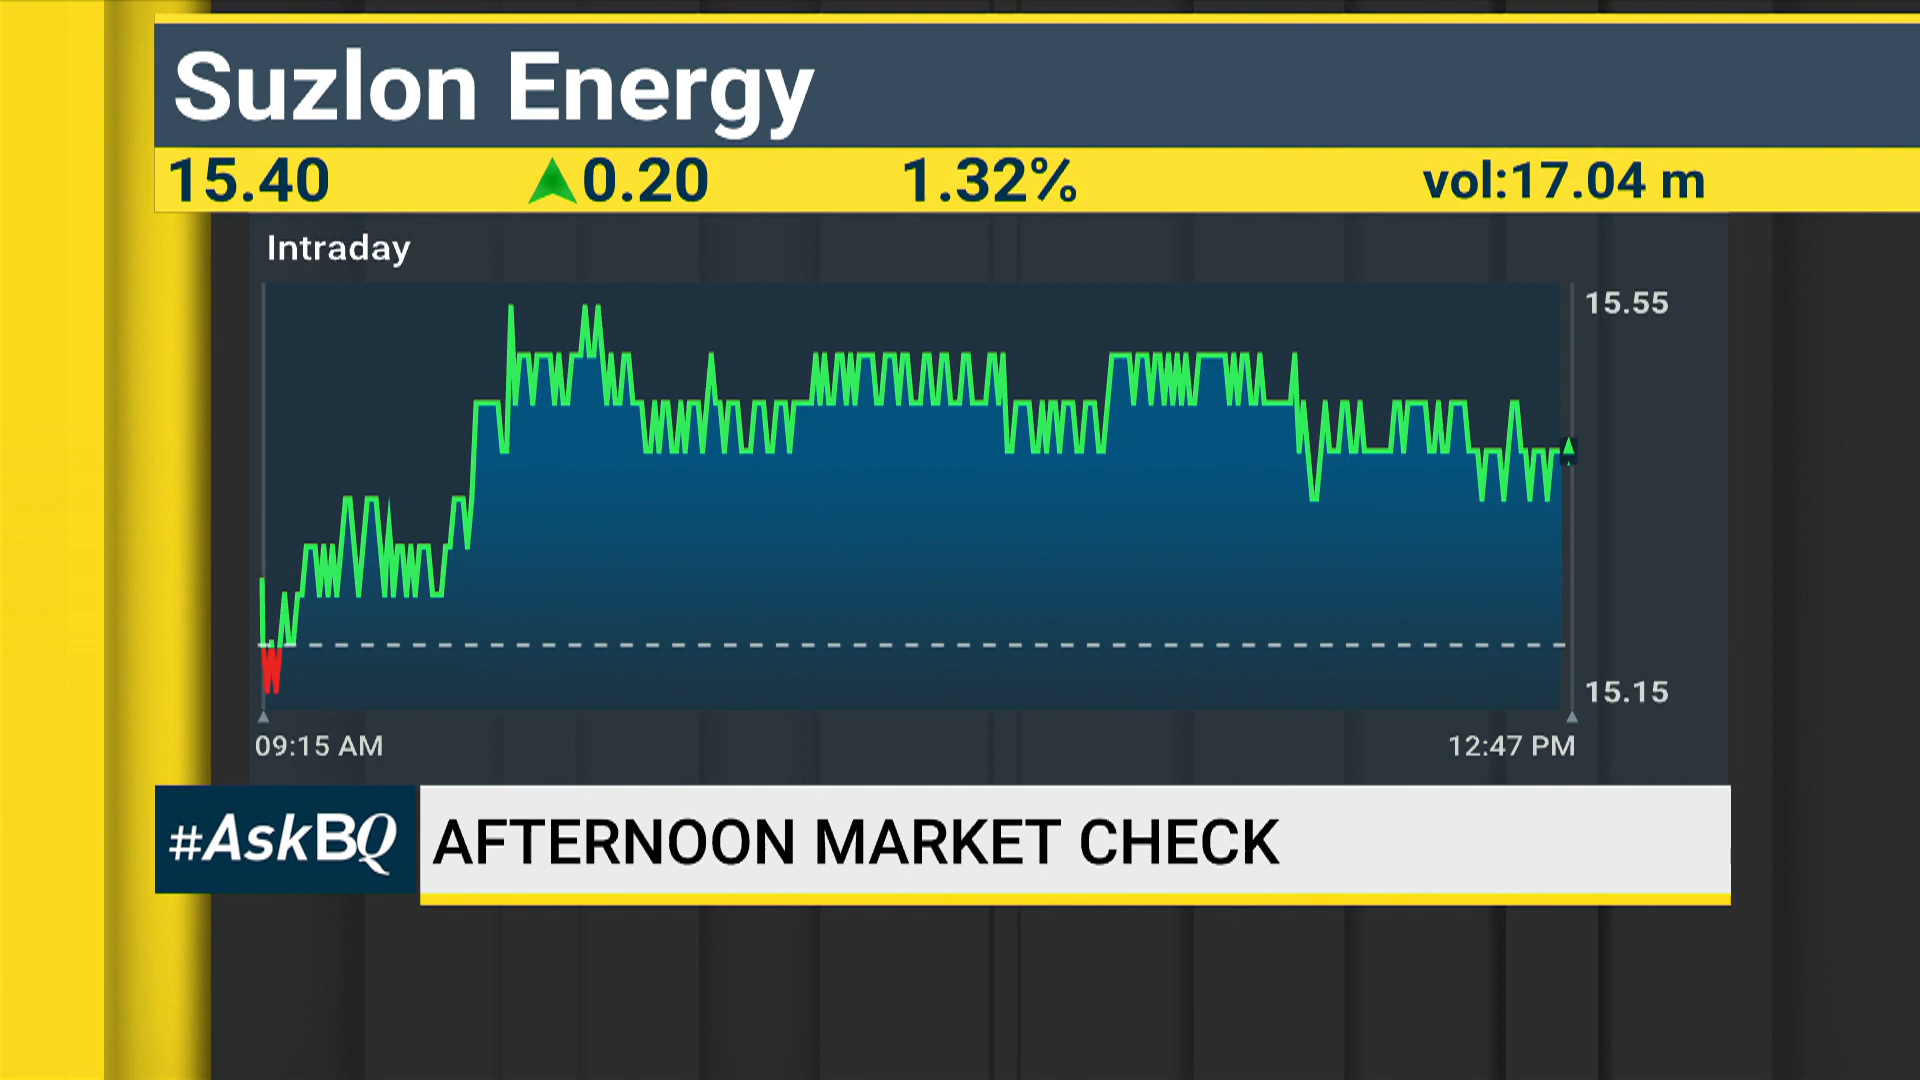 Suzlon Energy
15.40 ▲0.20 1.32% vol:17.04 m
Intraday
15.55
15.15
09:15 AM 12:47 PM
#AskBQ AFTERNOON MARKET CHECK